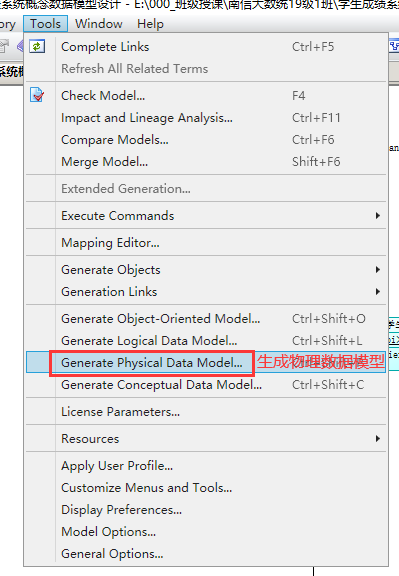 系统概念数据模型设计 - E:\000_班级授课\南信大数统19级1班\学生成绩系
Tools Window Help
Complete Links Ctrl+F5
Refresh All Related Terms
Check Model... F4
Impact and Lineage Analysis... Ctrl+F11
Compare Models... Ctrl+F6
Merge Model... Shift+F6
Extended Generation...
Execute Commands
Mapping Editor...
Generate Objects
Generation Links
Generate Object-Oriented Model... Ctrl+Shift+O
Generate Logical Data Model... Ctrl+Shift+L
Generate Physical Data Model... 生成物理数据模型
Generate Conceptual Data Model... Ctrl+Shift+C
License Parameters...
Resources
Apply User Profile...
Customize Menus and Tools...
Display Preferences...
Model Options...
General Options...